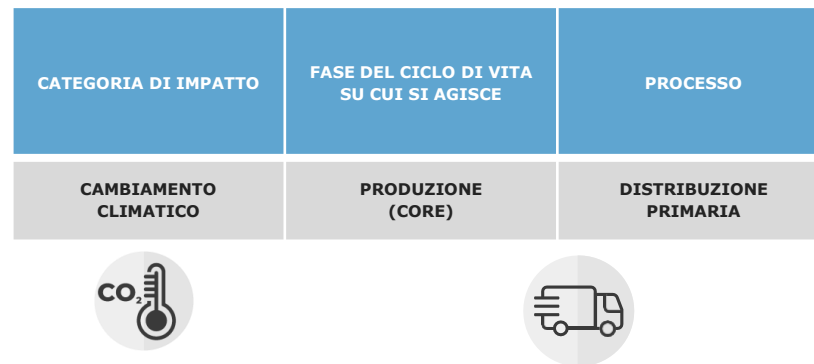 CATEGORIA DI IMPATTO
FASE DEL CICLO DI VITA
SU CUI SI AGISCE
PROCESSO
CAMBIAMENTO
CLIMATICO
PRODUZIONE
(CORE)
DISTRIBUZIONE
PRIMARIA
CO₂